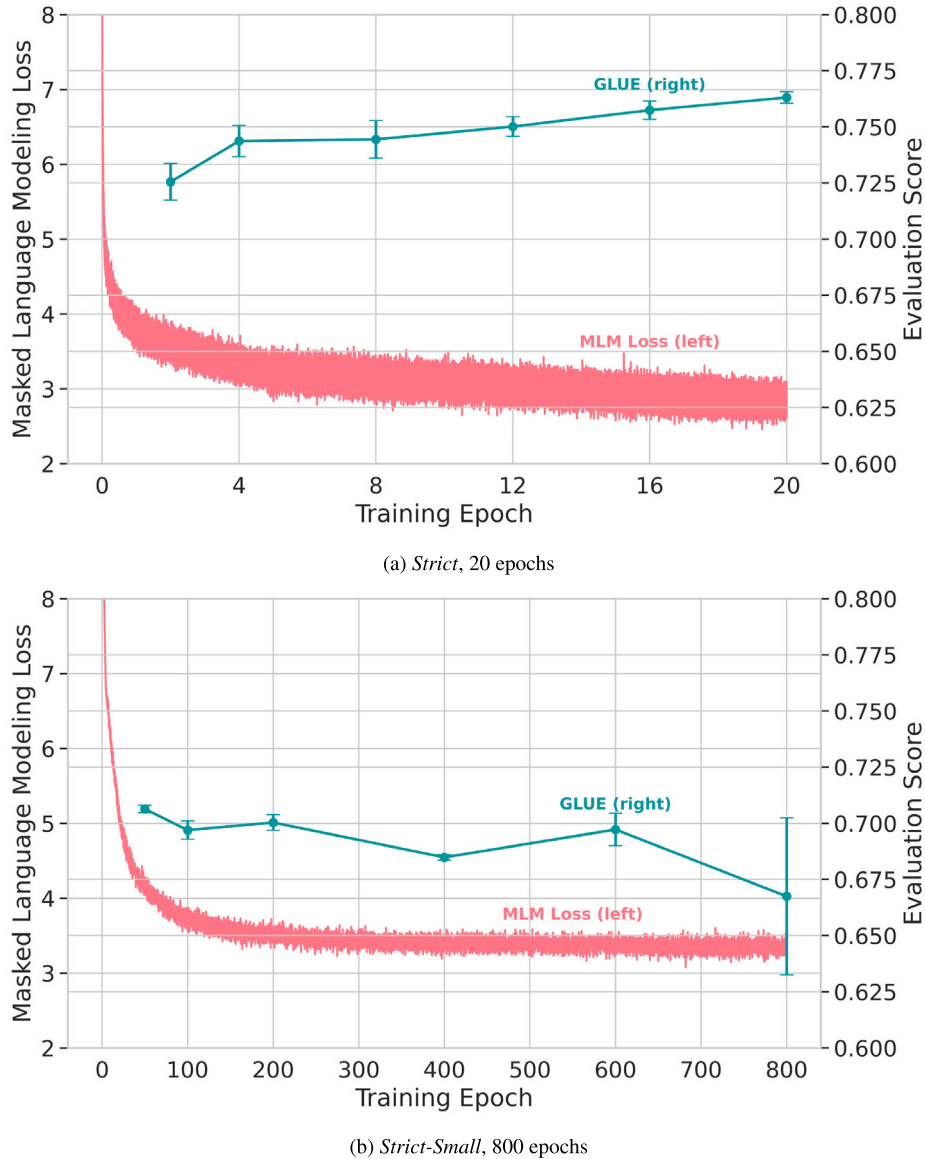 8
7
6
5
4
3
2
Masked Language Modeling Loss
0.800
0.775
0.750
0.725
0.700
0.675
0.650
0.625
0.600
Evaluation Score
GLUE (right)
MLM Loss (left)
0 4 8 12 16 20
Training Epoch
(a) Strict, 20 epochs
8
7
6
5
4
3
2
Masked Language Modeling Loss
0.800
0.775
0.750
0.725
0.700
0.675
0.650
0.625
0.600
Evaluation Score
GLUE (right)
MLM Loss (left)
0 100 200 300 400 500 600 700 800
Training Epoch
(b) Strict-Small, 800 epochs